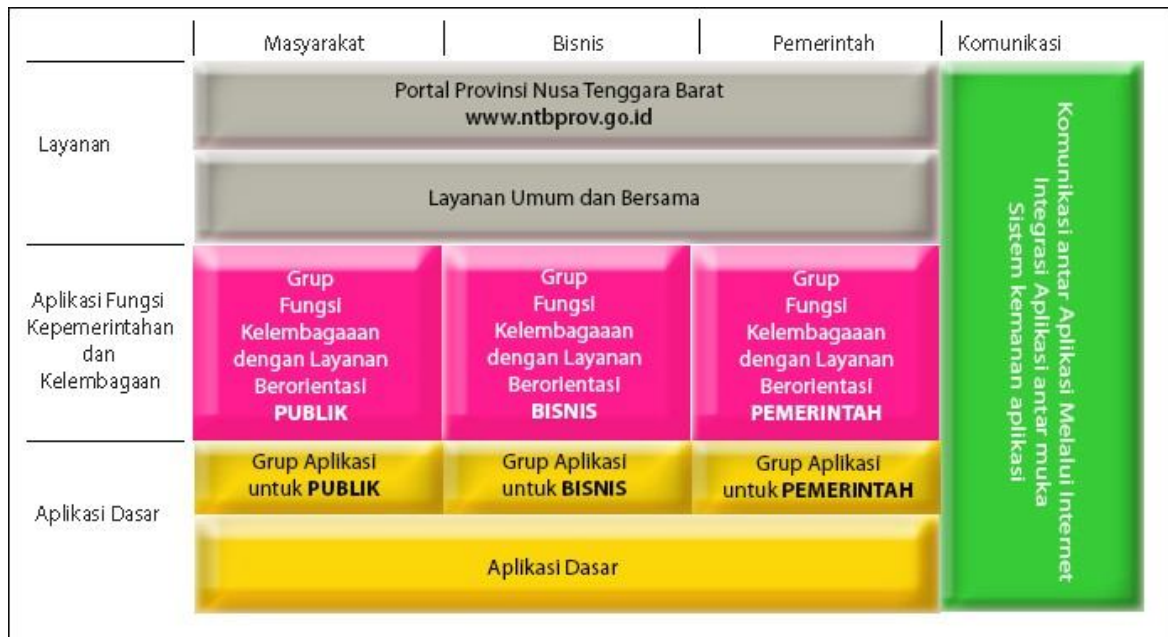 Masyarakat
Bisnis
Pemerintah
Komunikasi
Layanan
Portal Provinsi Nusa Tenggara Barat
www.ntbprov.go.id
Layanan Umum dan Bersama
Aplikasi Fungsi
Kepemerintahan
dan
Kelembagaan
Grup
Fungsi
Kelembagaaan
dengan Layanan
Berorientasi
PUBLIK
Grup
Fungsi
Kelembagaaan
dengan Layanan
Berorientasi
BISNIS
Grup
Fungsi
Kelembagaaan
dengan Layanan
Berorientasi
PEMERINTAH
Aplikasi Dasar
Grup Aplikasi
untuk PUBLIK
Grup Aplikasi
untuk BISNIS
Grup Aplikasi
untuk PEMERINTAH
Aplikasi Dasar
Komunikasi antar Aplikasi Melalui Internet
Integrasi Aplikasi antar muka
Sistem kemanan aplikasi